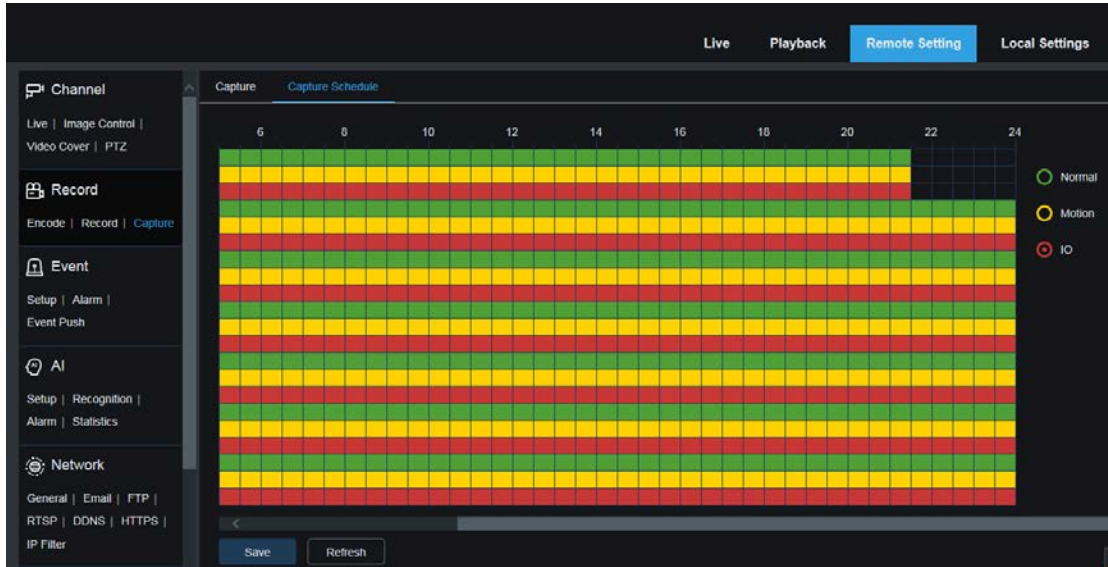 Live Playback Remote Setting Local Settings
Channel
Live | Image Control |
Video Cover | PTZ
Record
Encode | Record | Capture
Event
Setup | Alarm |
Event Push
AI
Setup | Recognition |
Alarm | Statistics
Network
General | Email | FTP |
RTSP | DDNS | HTTPS |
IP Filter
Capture Capture Schedule
6 8 10 12 14 16 18 20 22 24
Normal
Motion
IO
Save Refresh